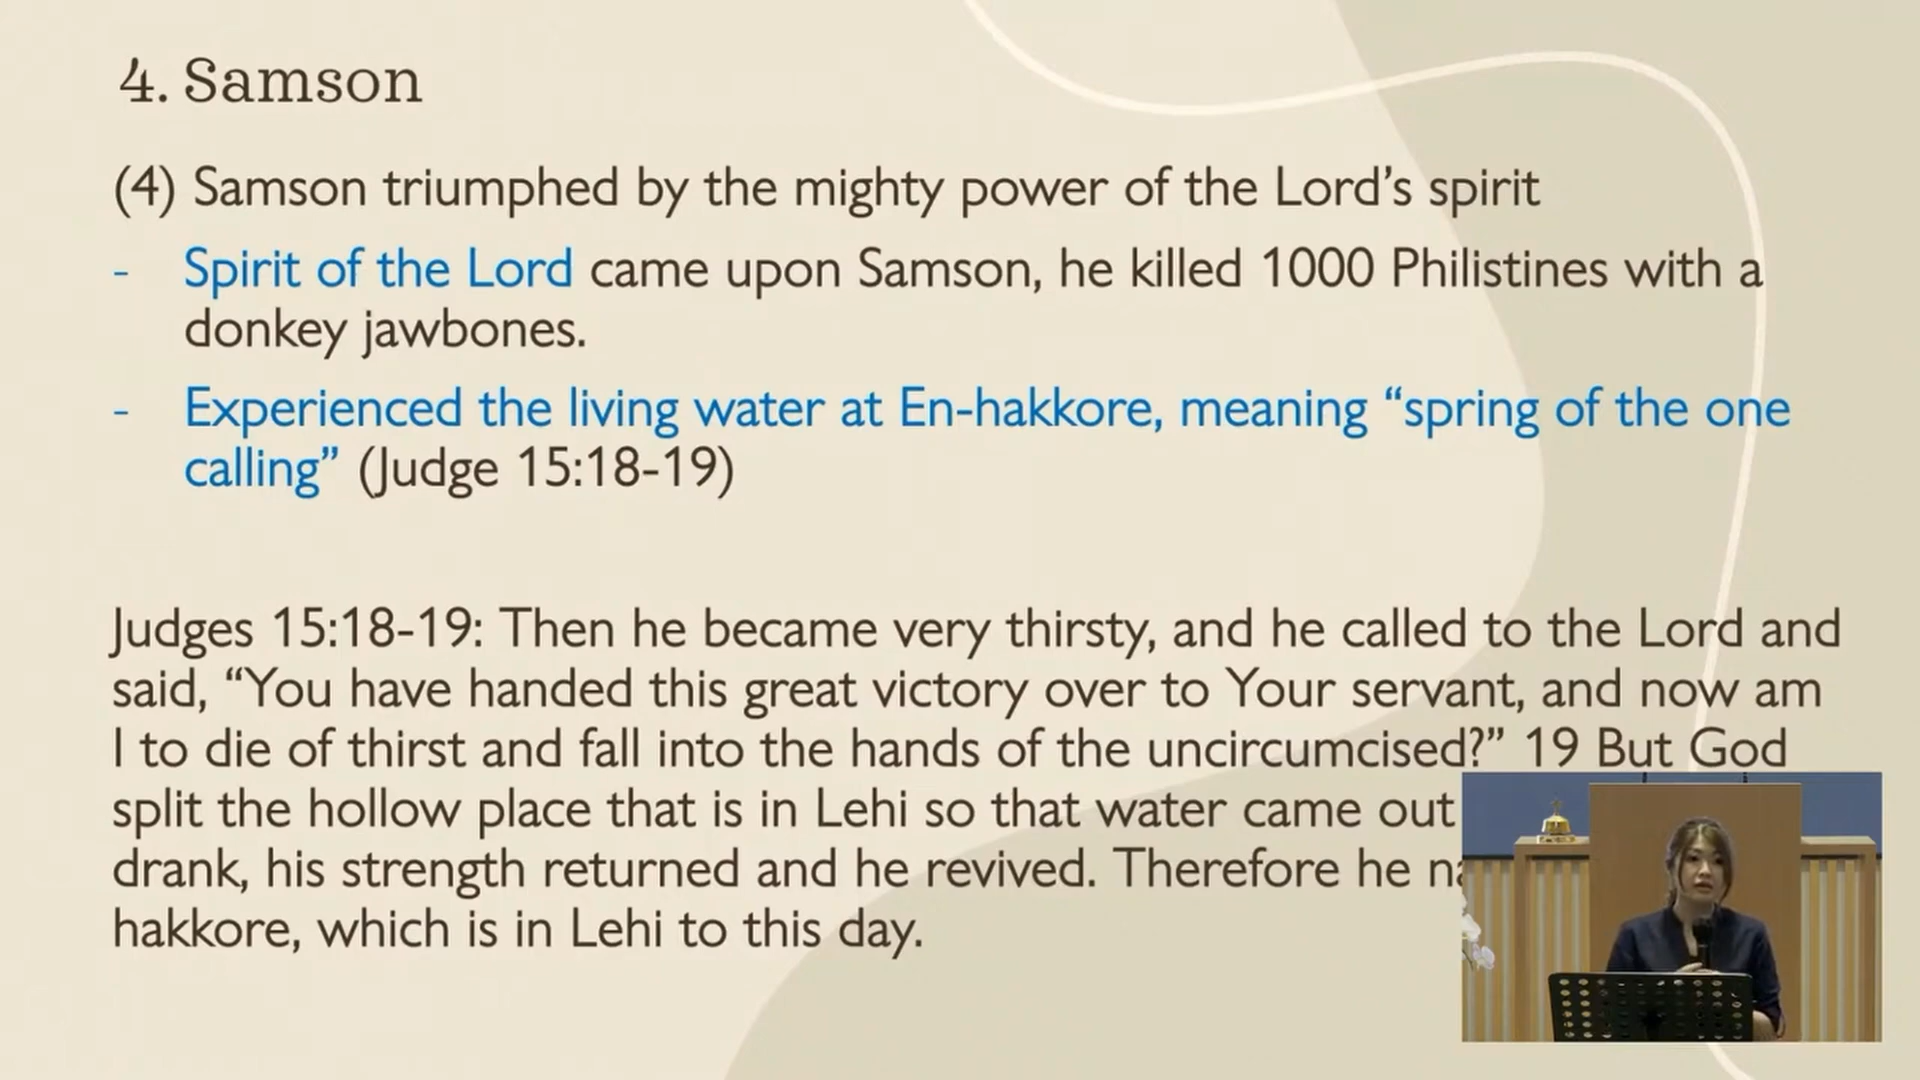 4. Samson
(4) Samson triumphed by the mighty power of the Lord’s spirit
- Spirit of the Lord came upon Samson, he killed 1000 Philistines with a
donkey jawbones.
- Experienced the living water at En-hakkore, meaning “spring of the one
calling” (Judge 15:18-19)
Judges 15:18-19: Then he became very thirsty, and he called to the Lord and
said, “You have handed this great victory over to Your servant, and now am
I to die of thirst and fall into the hands of the uncircumcised?” 19 But God
split the hollow place that is in Lehi so that water came out
drank, his strength returned and he revived. Therefore he
hakkore, which is in Lehi to this day.